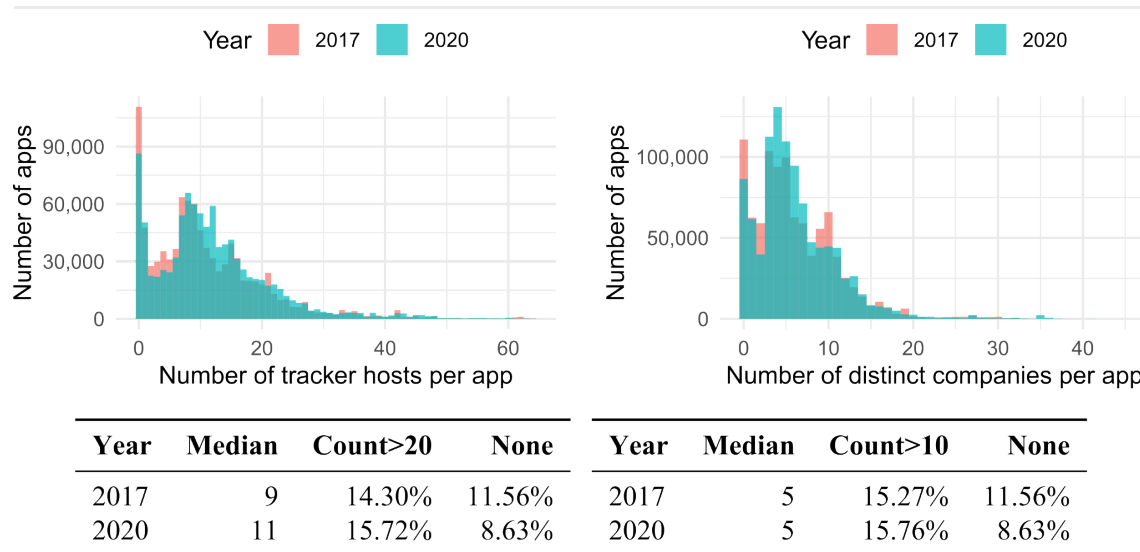 Year 2017 2020
Number of apps
90,000
60,000
30,000
0
0 20 40 60
Number of tracker hosts per app
Year Median Count>20 None
2017 9 14.30% 11.56%
2020 11 15.72% 8.63%
Year 2017 2020
Number of apps
100,000
50,000
0
0 10 20 30 40
Number of distinct companies per app
Year Median Count>10 None
2017 5 15.27% 11.56%
2020 5 15.76% 8.63%